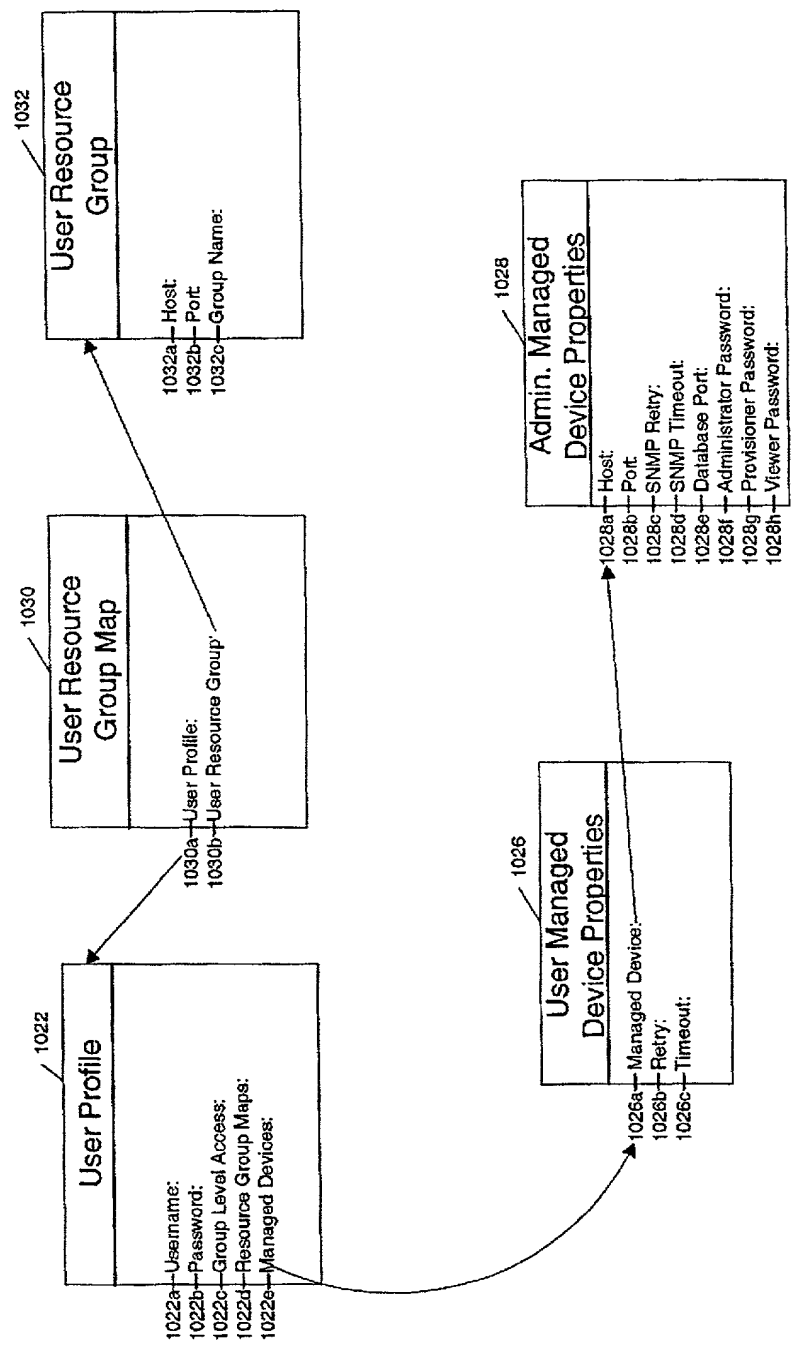 1022
User Profile
1022a
Username:
1022b
Password:
1022c
Group Level Access:
1022d
Resource Group Maps:
1022e
Managed Devices:
1030
User Resource
Group Map
1030a
User Profile:
1030b
User Resource Group:
1032
User Resource
Group
1032a
Host:
1032b
Port:
1032c
Group Name:
1026
User Managed
Device Properties
1026a
Managed Device:
1026b
Retry:
1026c
Timeout:
1028
Admin. Managed
Device Properties
1028a
Host:
1028b
Port:
1028c
SNMP Retry:
1028d
SNMP Timeout:
1028e
Database Port:
1028f
Administrator Password:
1028g
Provisioner Password:
1028h
Viewer Password: